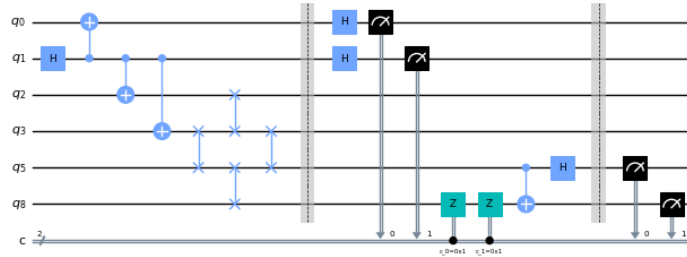 q0 H
q1 H H
q2
q3
q5 H
q8 Z Z
c 2 0 1 0 1
c_0=0x1 c_1=0x1